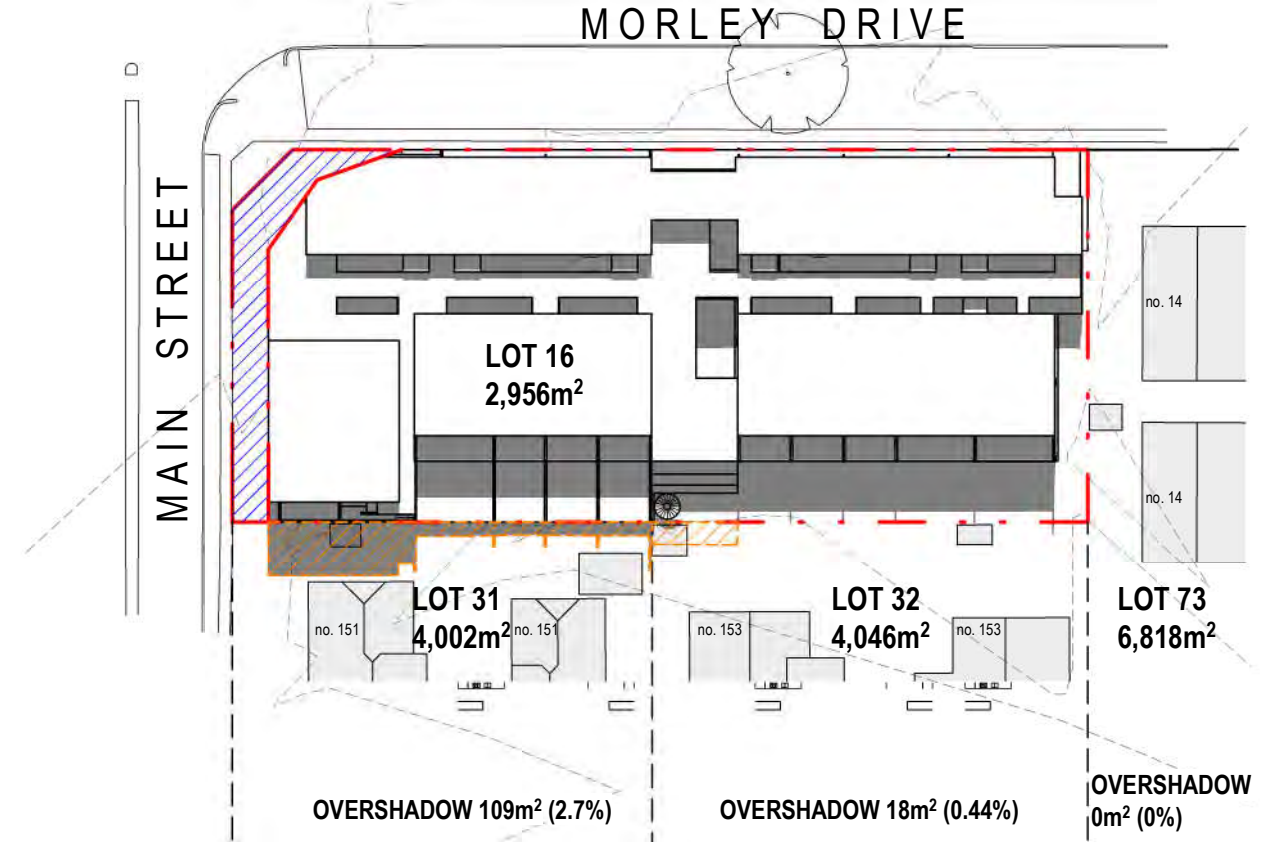 MORLEY DRIVE
MAIN STREET
LOT 16
2,956m²
no. 14
no. 14
LOT 31
4,002m²
no. 151
no. 151
LOT 32
4,046m²
no. 153
no. 153
LOT 73
6,818m²
OVERSHADOW 109m² (2.7%)
OVERSHADOW 18m² (0.44%)
OVERSHADOW
0m² (0%)